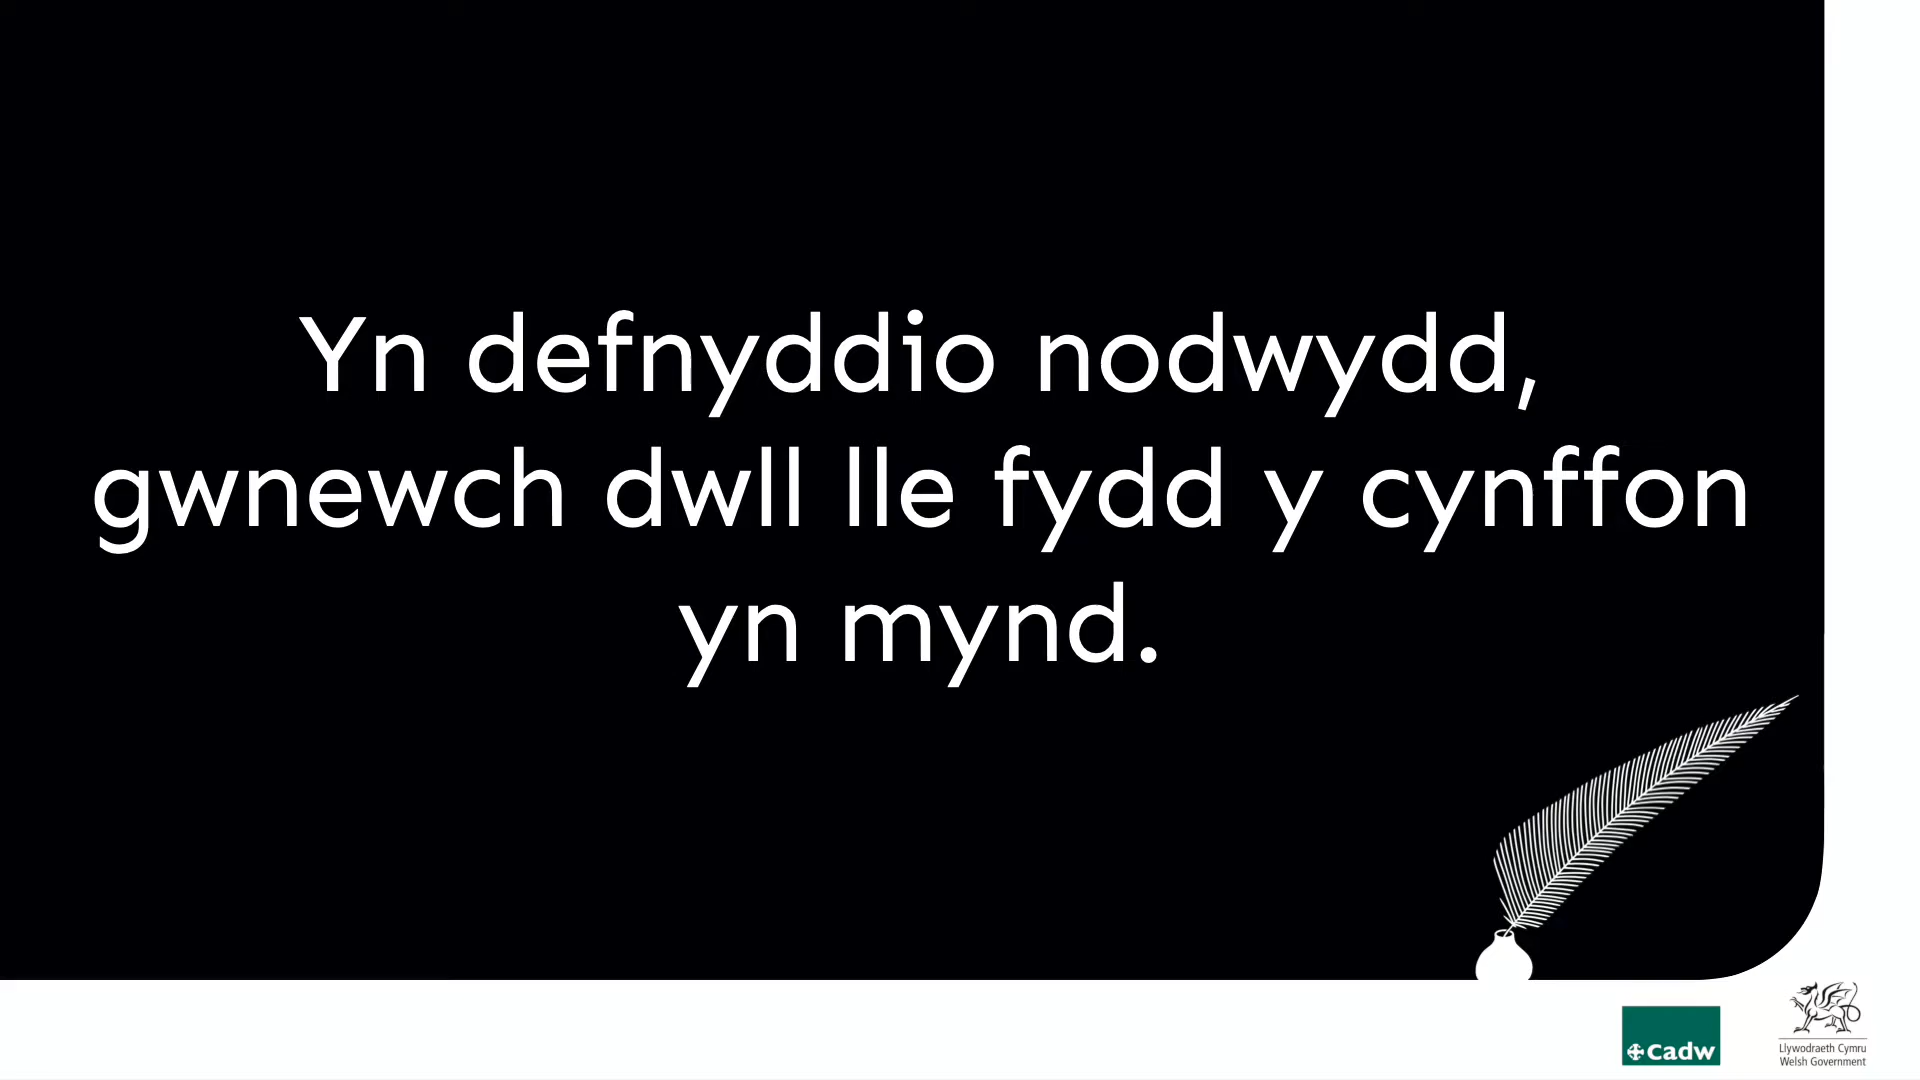 Yn defnyddio nodwydd,
gwnewch dwll lle fydd y cynffon
yn mynd.
Cadw
Llywodraeth Cymru
Welsh Government